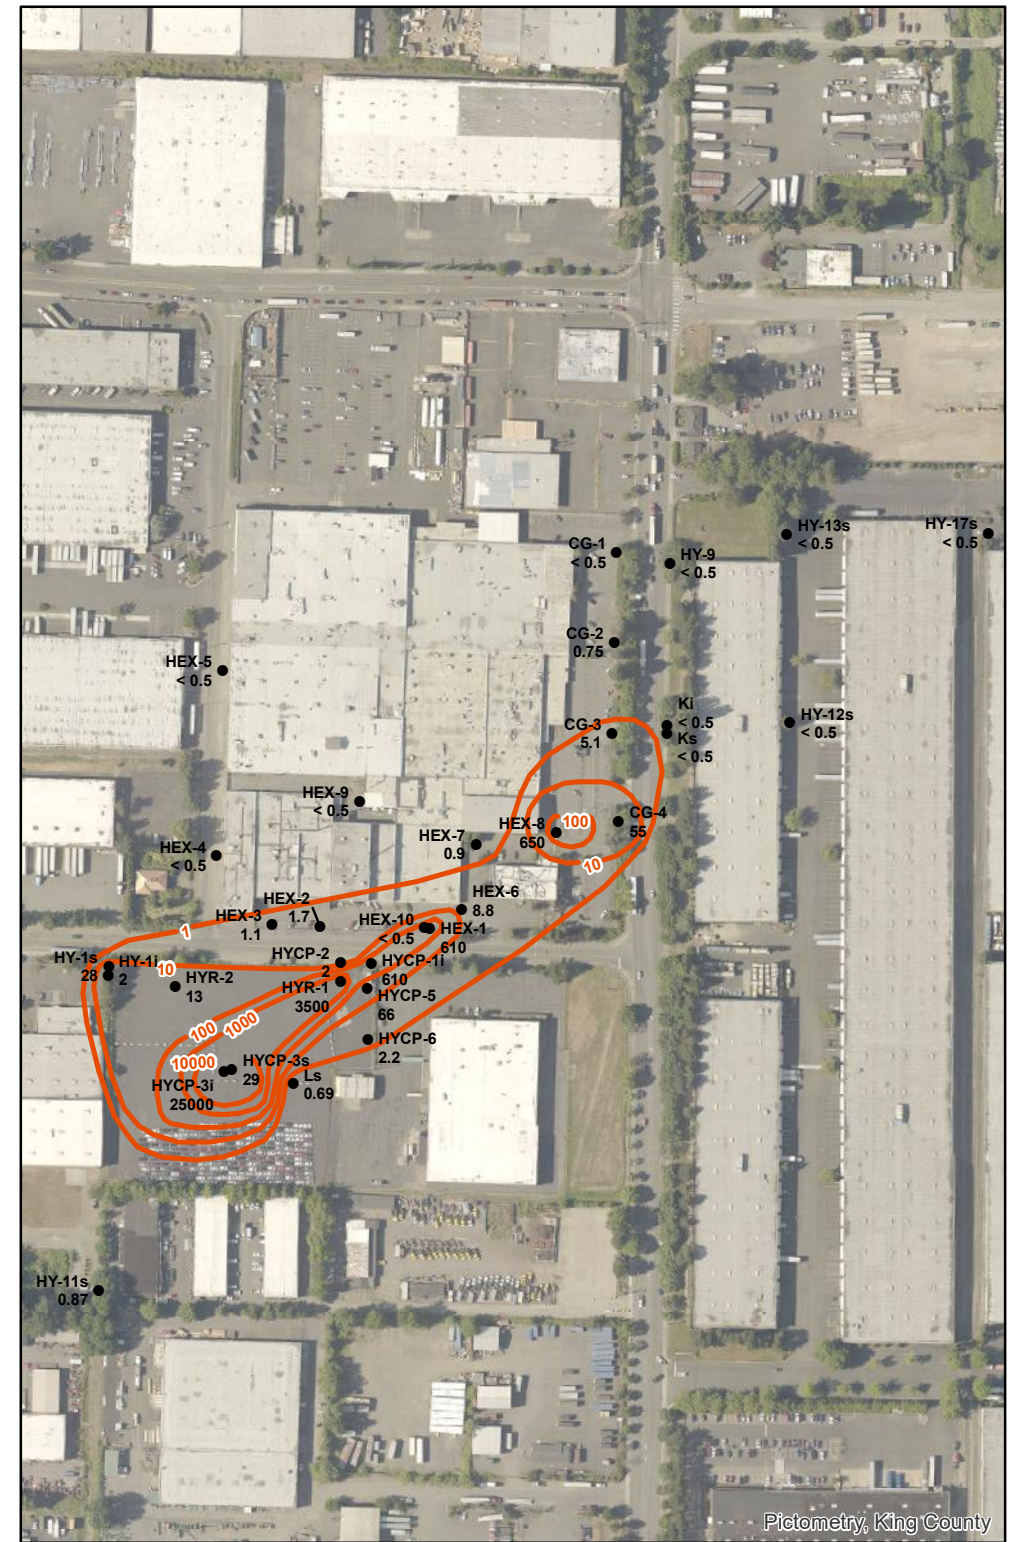 HY-13s
< 0.5
HY-17s
< 0.5
CG-1
< 0.5
HY-9
< 0.5
CG-2
0.75
HEX-5
< 0.5
Ki
< 0.5
Ks
< 0.5
HY-12s
< 0.5
CG-3
5.1
HEX-9
< 0.5
HEX-8
650
100
CG-4
55
HEX-7
0.9
HEX-4
< 0.5
10
HEX-6
8.8
HEX-2
1.7
HEX-3
1.1
HEX-10
< 0.5
HEX-1
610
1
HY-1s
28
HY-1i
2
10
HYR-2
13
HYCP-2
2
HYCP-1i
610
HYR-1
3500
HYCP-5
66
100
1000
HYCP-6
2.2
10000
HYCP-3s
29
HYCP-3i
25000
Ls
0.69
HY-11s
0.87
Pictometry, King County